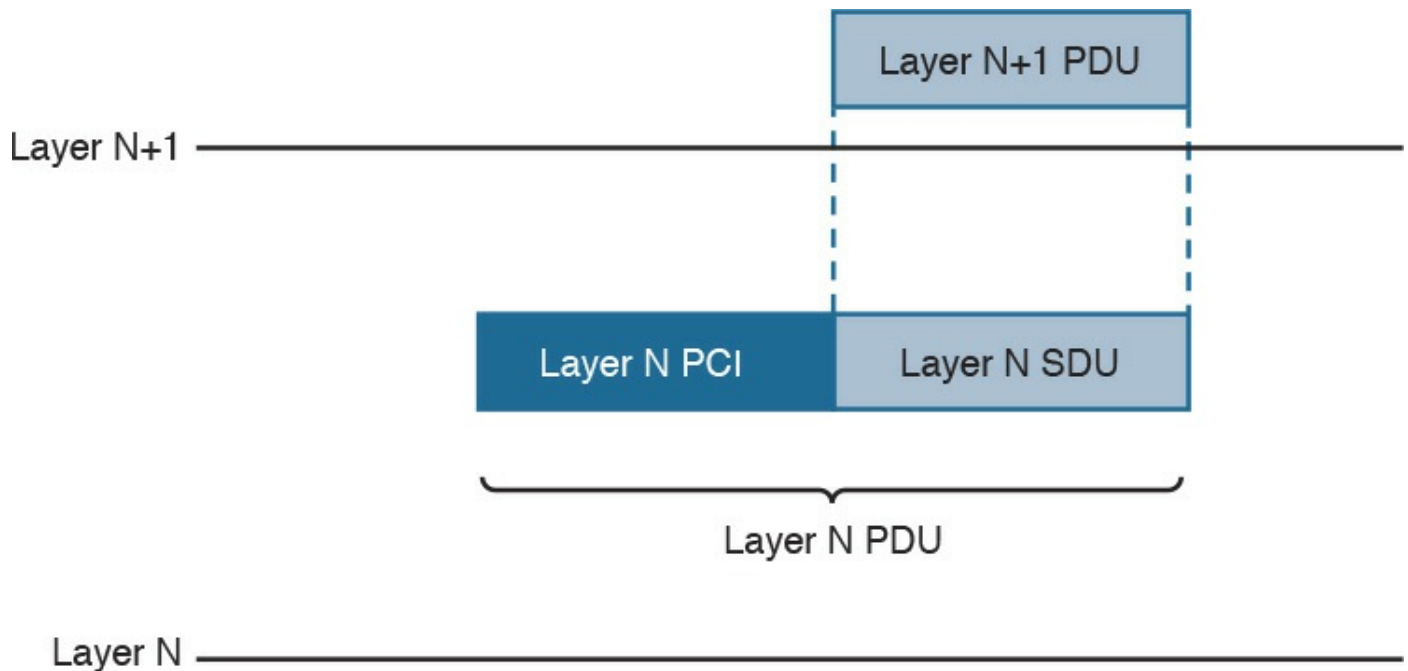 Layer N+1 PDU
Layer N+1
Layer N PCI
Layer N SDU
Layer N PDU
Layer N